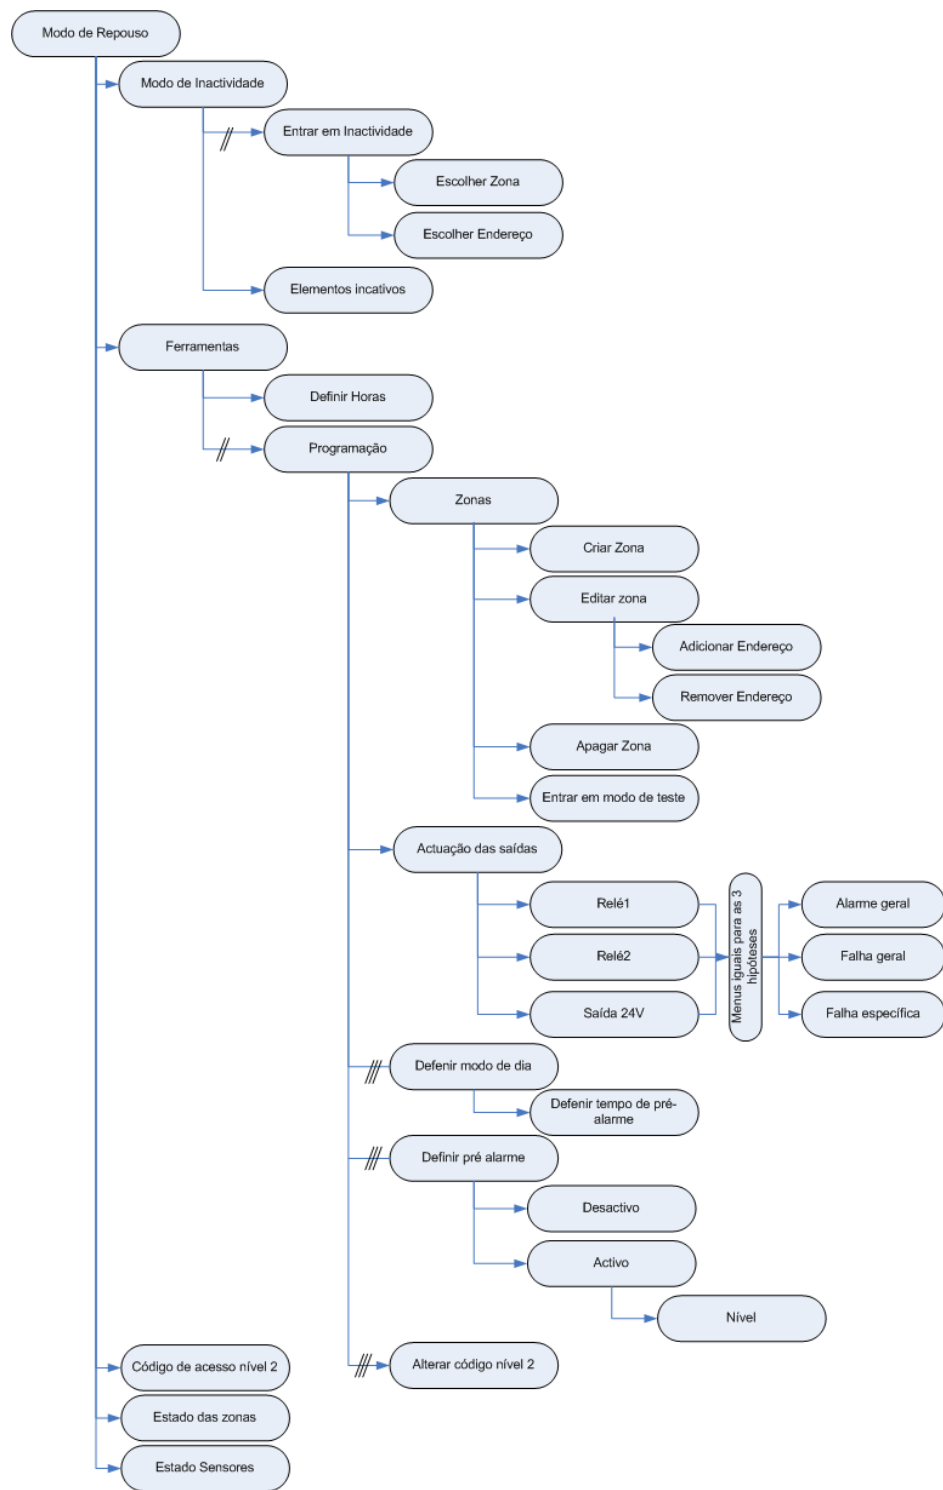 Modo de Repouso
Modo de Inactividade
Entrar em Inactividade
Escolher Zona
Escolher Endereço
Elementos incativos
Ferramentas
Definir Horas
Programação
Zonas
Criar Zona
Editar zona
Adicionar Endereço
Remover Endereço
Apagar Zona
Entrar em modo de teste
Actuação das saídas
Relé1
Relé2
Saída 24V
Menus iguais para as 3
hipóteses
Alarme geral
Falha geral
Falha específica
Defenir modo de dia
Defenir tempo de pré-
alarme
Definir pré alarme
Desactivo
Activo
Nível
Alterar código nível 2
Código de acesso nível 2
Estado das zonas
Estado Sensores